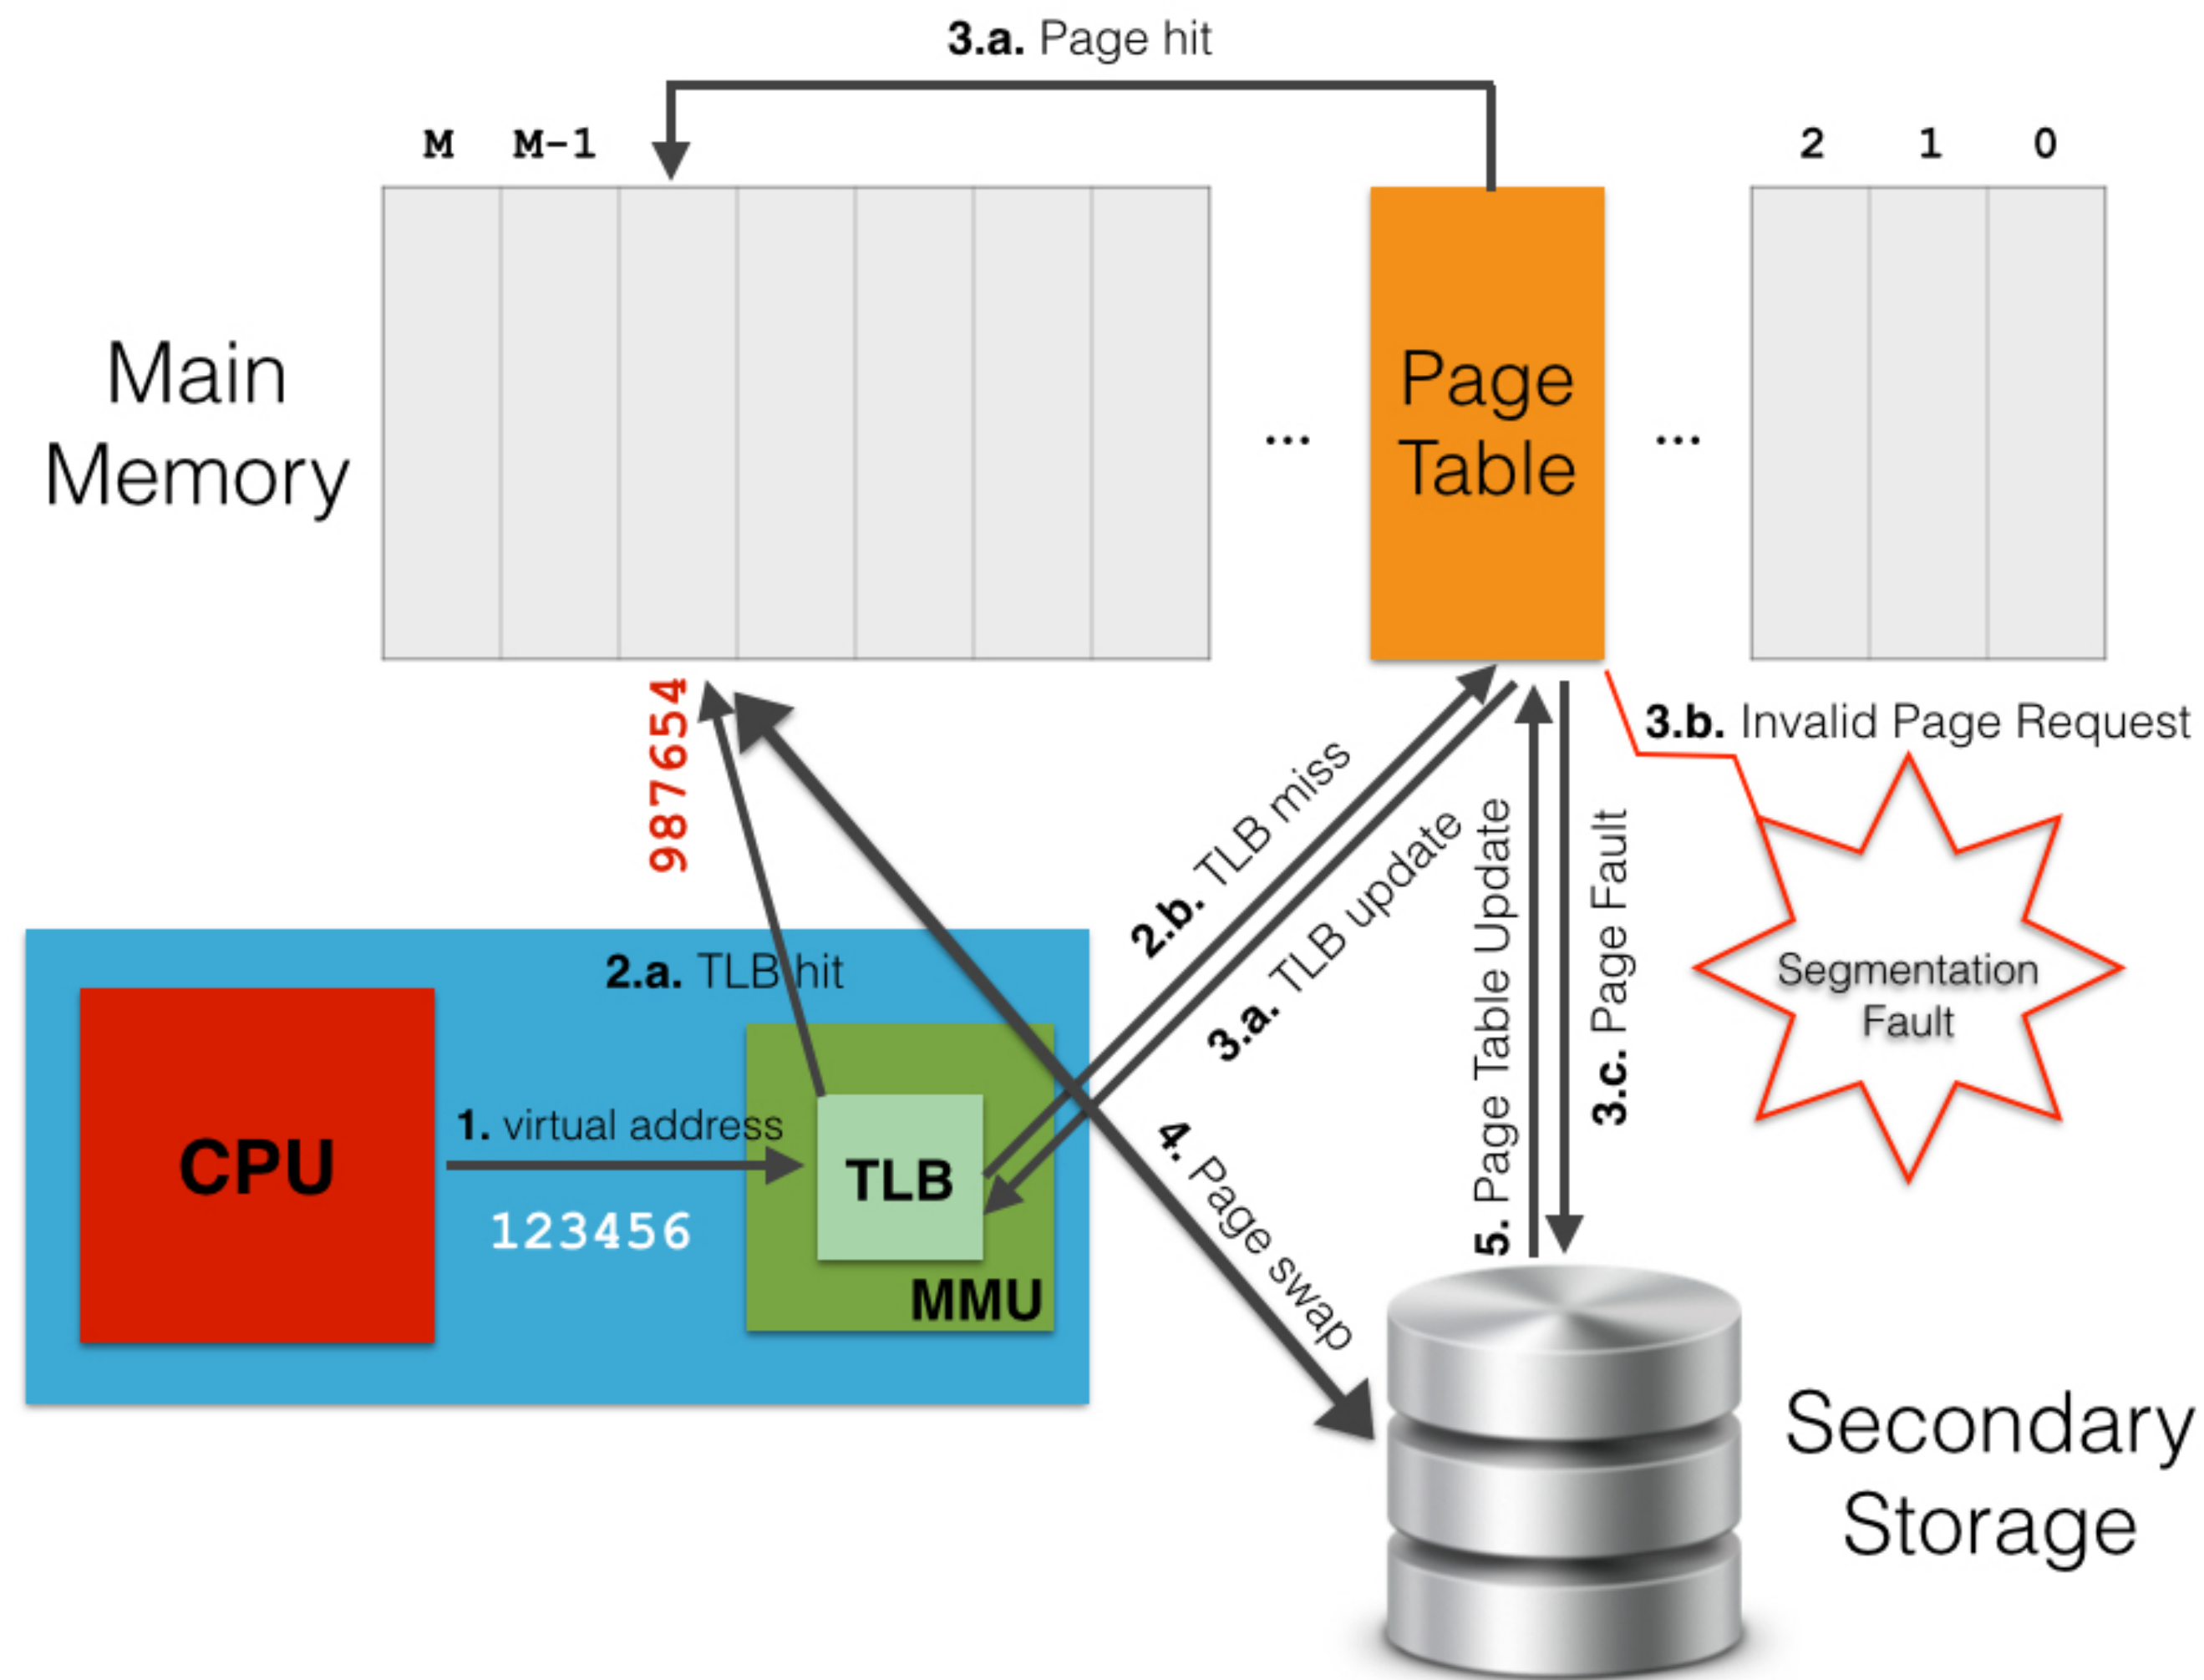 3.a. Page hit
M M-1
2 1 0
Main
Memory
...
Page
Table
...
987654
3.b. Invalid Page Request
2.b. TLB miss
3.a. TLB update
5. Page Table Update
3.c. Page Fault
Segmentation
Fault
2.a. TLB hit
CPU
1. virtual address
123456
TLB
MMU
4. Page swap
Secondary
Storage